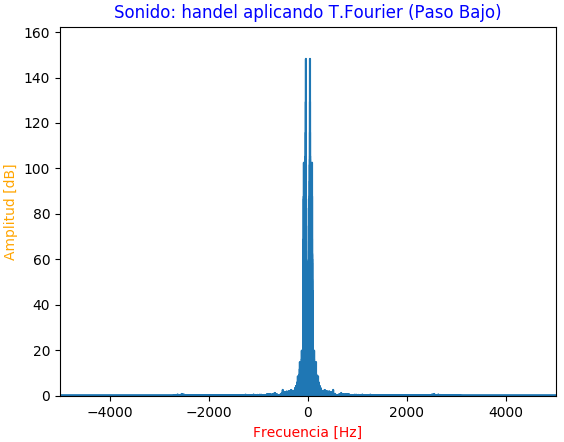 Sonido: handel aplicando T.Fourier (Paso Bajo)
160
140
120
100
80
60
40
20
0
Amplitud [dB]
−4000 −2000 0 2000 4000
Frecuencia [Hz]